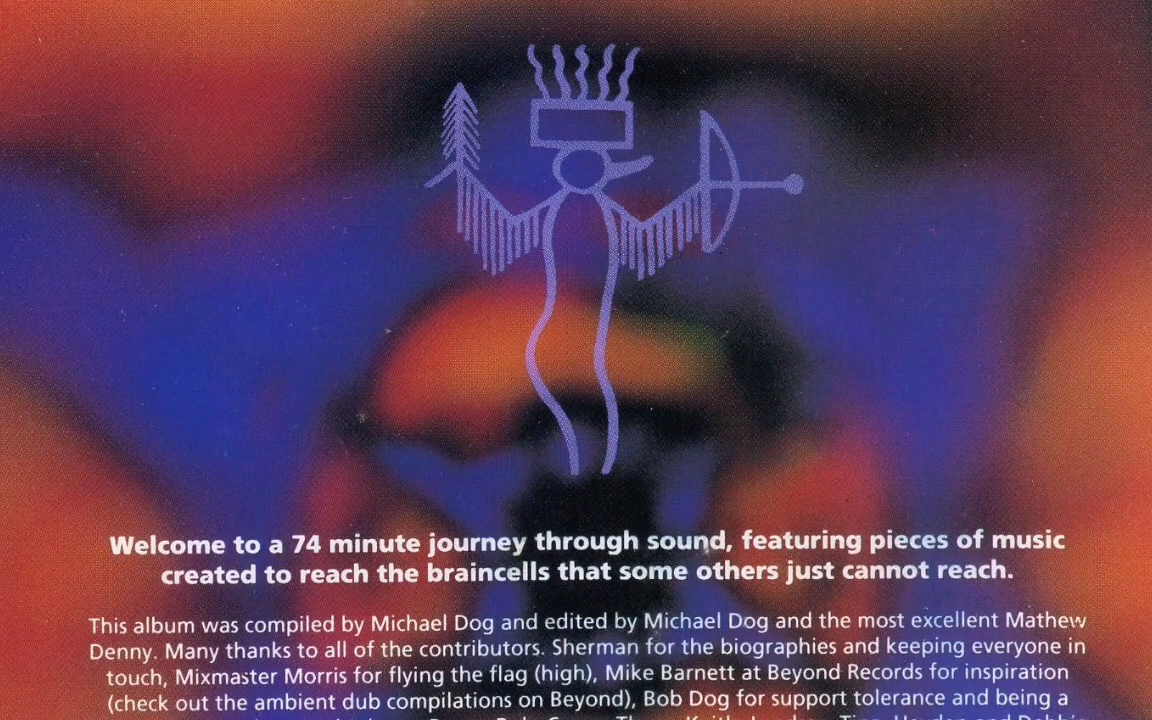 Welcome to a 74 minute journey through sound, featuring pieces of music
created to reach the braincells that some others just cannot reach.
This album was compiled by Michael Dog and edited by Michael Dog and the most excellent Mathew
Denny. Many thanks to all of the contributors. Sherman for the biographies and keeping everyone in
touch, Mixmaster Morris for flying the flag (high), Mike Barnett at Beyond Records for inspiration
(check out the ambient dub compilations on Beyond), Bob Dog for support tolerance and being a